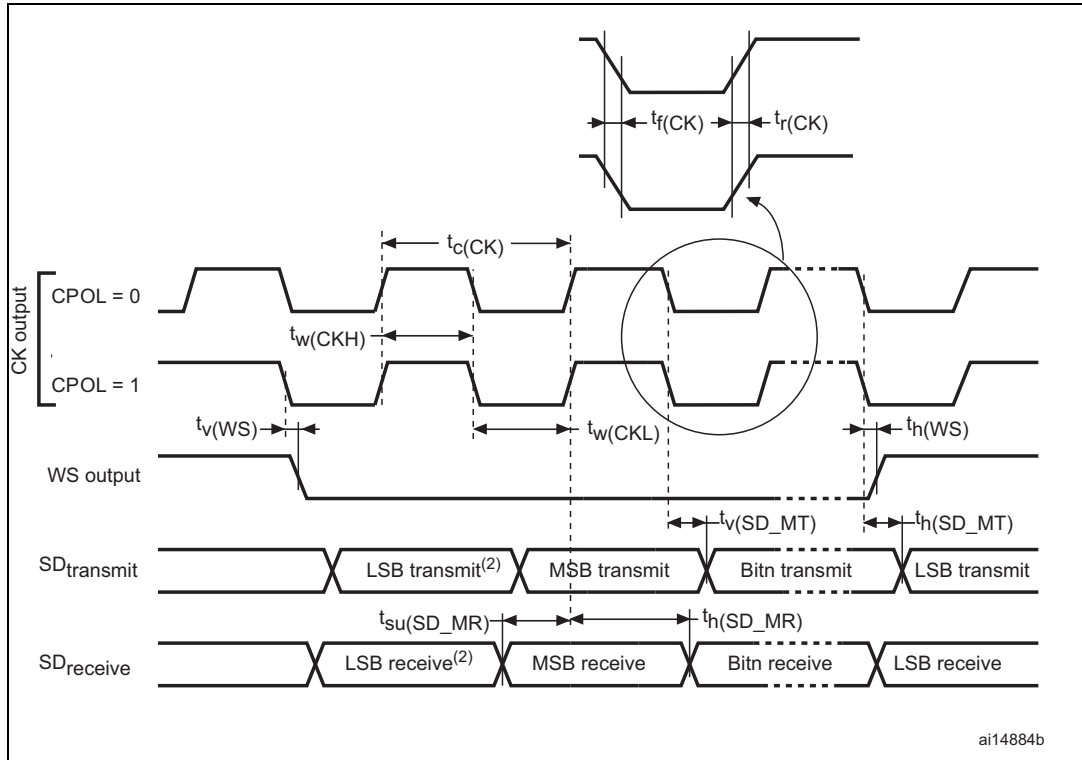 tf(CK)
tr(CK)
tc(CK)
CK output
CPOL = 0
tw(CKH)
CPOL = 1
tv(WS)
tw(CKL)
th(WS)
WS output
tv(SD_MT)
th(SD_MT)
SDtransmit
LSB transmit(2)
MSB transmit
Bitn transmit
LSB transmit
tsu(SD_MR)
th(SD_MR)
SDreceive
LSB receive(2)
MSB receive
Bitn receive
LSB receive
ai14884b